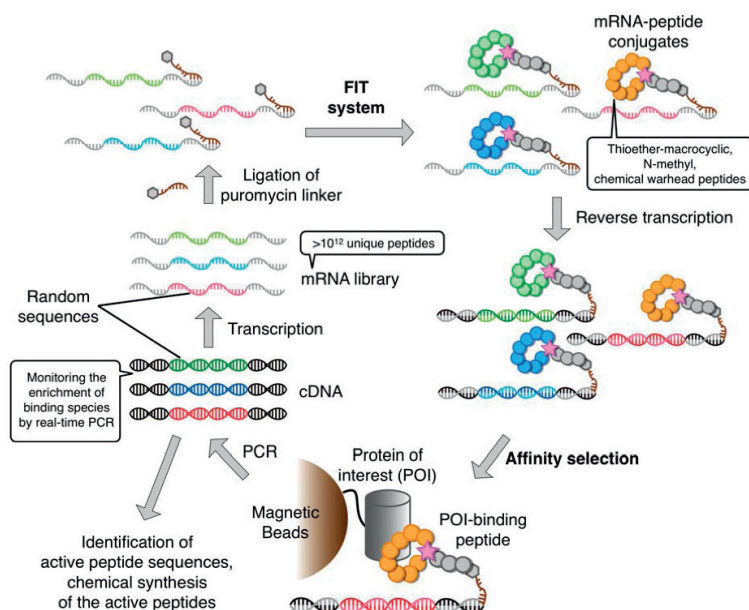 mRNA-peptide
conjugates
FIT
system
Thioether-macrocyclic,
N-methyl,
chemical warhead peptides
Ligation of
puromycin linker
Reverse transcription
>10¹² unique peptides
mRNA library
Random
sequences
Transcription
Monitoring the
enrichment of
binding species
by real-time PCR
cDNA
PCR
Affinity selection
Protein of
interest (POI)
Magnetic
Beads
POI-binding
peptide
Identification of
active peptide sequences,
chemical synthesis
of the active peptides